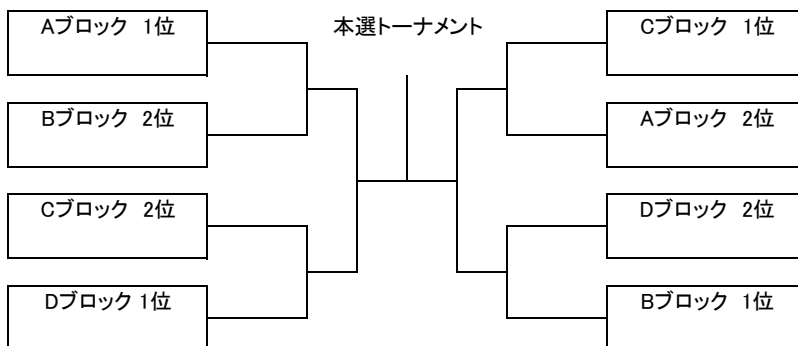 本選トーナメント
Aブロック 1位
Bブロック 2位
Cブロック 2位
Dブロック 1位
Cブロック 1位
Aブロック 2位
Dブロック 2位
Bブロック 1位